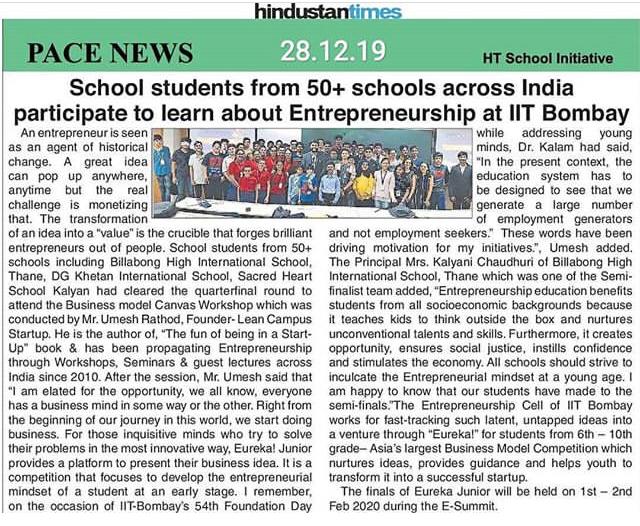 hindustantimes
PACE NEWS
28.12.19
HT School Initiative
School students from 50+ schools across India
participate to learn about Entrepreneurship at IIT Bombay
An entrepreneur is seen
as an agent of historical
change. A great idea
can pop up anywhere,
anytime but the real
challenge is monetizing
that. The transformation
of an idea into a “value” is the crucible that forges brilliant
entrepreneurs out of people. School students from 50+
schools including Billabong High International School,
Thane, DG Khetan International School, Sacred Heart
School Kalyan had cleared the quarterfinal round to
attend the Business model Canvas Workshop which was
conducted by Mr. Umesh Rathod, Founder- Lean Campus
Startup. He is the author of, “The fun of being in a Start-
Up” book & has been propagating Entrepreneurship
through Workshops, Seminars & guest lectures across
India since 2010. After the session, Mr. Umesh said that
“I am elated for the opportunity, we all know, everyone
has a business mind in some way or the other. Right from
the beginning of our journey in this world, we start doing
business. For those inquisitive minds who try to solve
their problems in the most innovative way, Eureka! Junior
provides a platform to present their business idea. It is a
competition that focuses to develop the entrepreneurial
mindset of a student at an early stage. I remember,
on the occasion of IIT-Bombay’s 54th Foundation Day
while addressing young
minds, Dr. Kalam had said,
“In the present context, the
education system has to
be designed to see that we
generate a large number
of employment generators
and not employment seekers.” These words have been
driving motivation for my initiatives.”, Umesh added.
The Principal Mrs. Kalyani Chaudhuri of Billabong High
International School, Thane which was one of the Semi-
finalist team added, “Entrepreneurship education benefits
students from all socioeconomic backgrounds because
it teaches kids to think outside the box and nurtures
unconventional talents and skills. Furthermore, it creates
opportunity, ensures social justice, instills confidence
and stimulates the economy. All schools should strive to
inculcate the Entrepreneurial mindset at a young age. I
am happy to know that our students have made to the
semi-finals.”The Entrepreneurship Cell of IIT Bombay
works for fast-tracking such latent, untapped ideas into
a venture through “Eureka!” for students from 6th – 10th
grade– Asia’s largest Business Model Competition which
nurtures ideas, provides guidance and helps youth to
transform it into a successful startup.
The finals of Eureka Junior will be held on 1st – 2nd
Feb 2020 during the E-Summit.